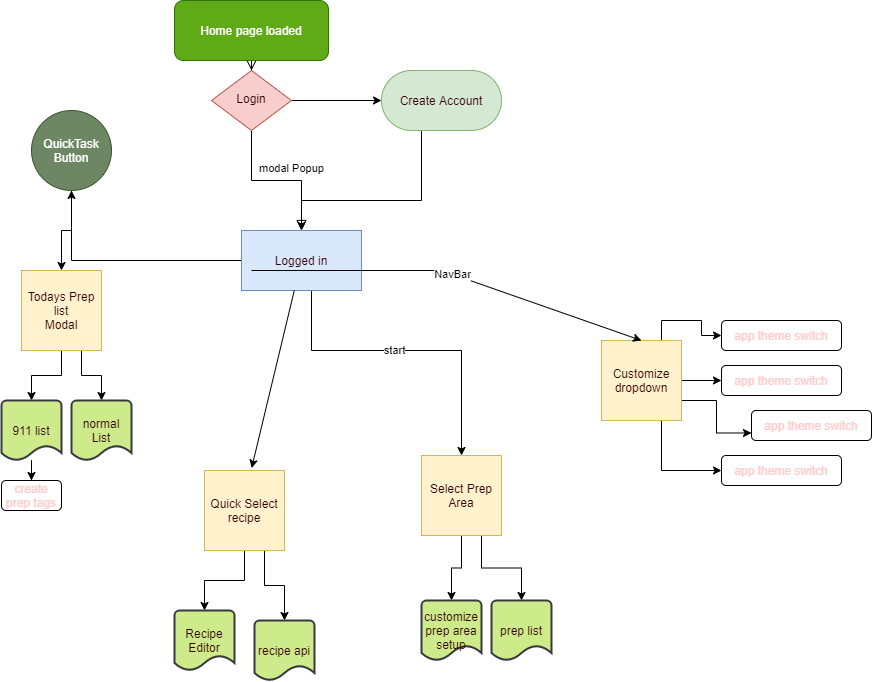 Home page loaded
Login
Create Account
QuickTask
Button
modal Popup
Logged in
NavBar
Todays Prep
list
Modal
start
Customize
dropdown
app theme switch
app theme switch
app theme switch
app theme switch
911 list
normal
List
create
prep tags
Quick Select
recipe
Select Prep
Area
Recipe
Editor
recipe api
customize
prep area
setup
prep list